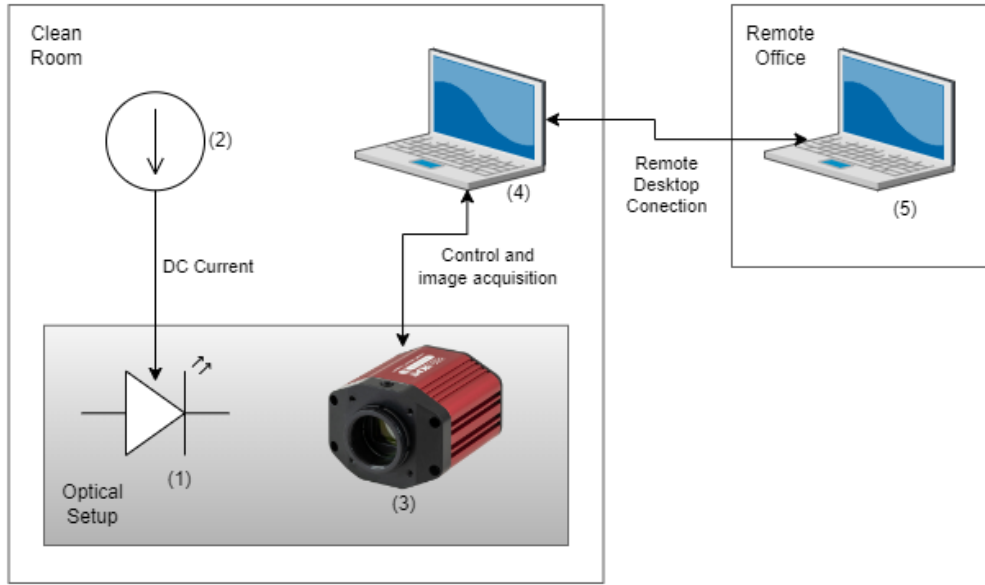 Clean
Room
Remote
Office
(2)
(4)
Remote
Desktop
Conection
(5)
DC Current
Control and
image acquisition
(1)
(3)
Optical
Setup